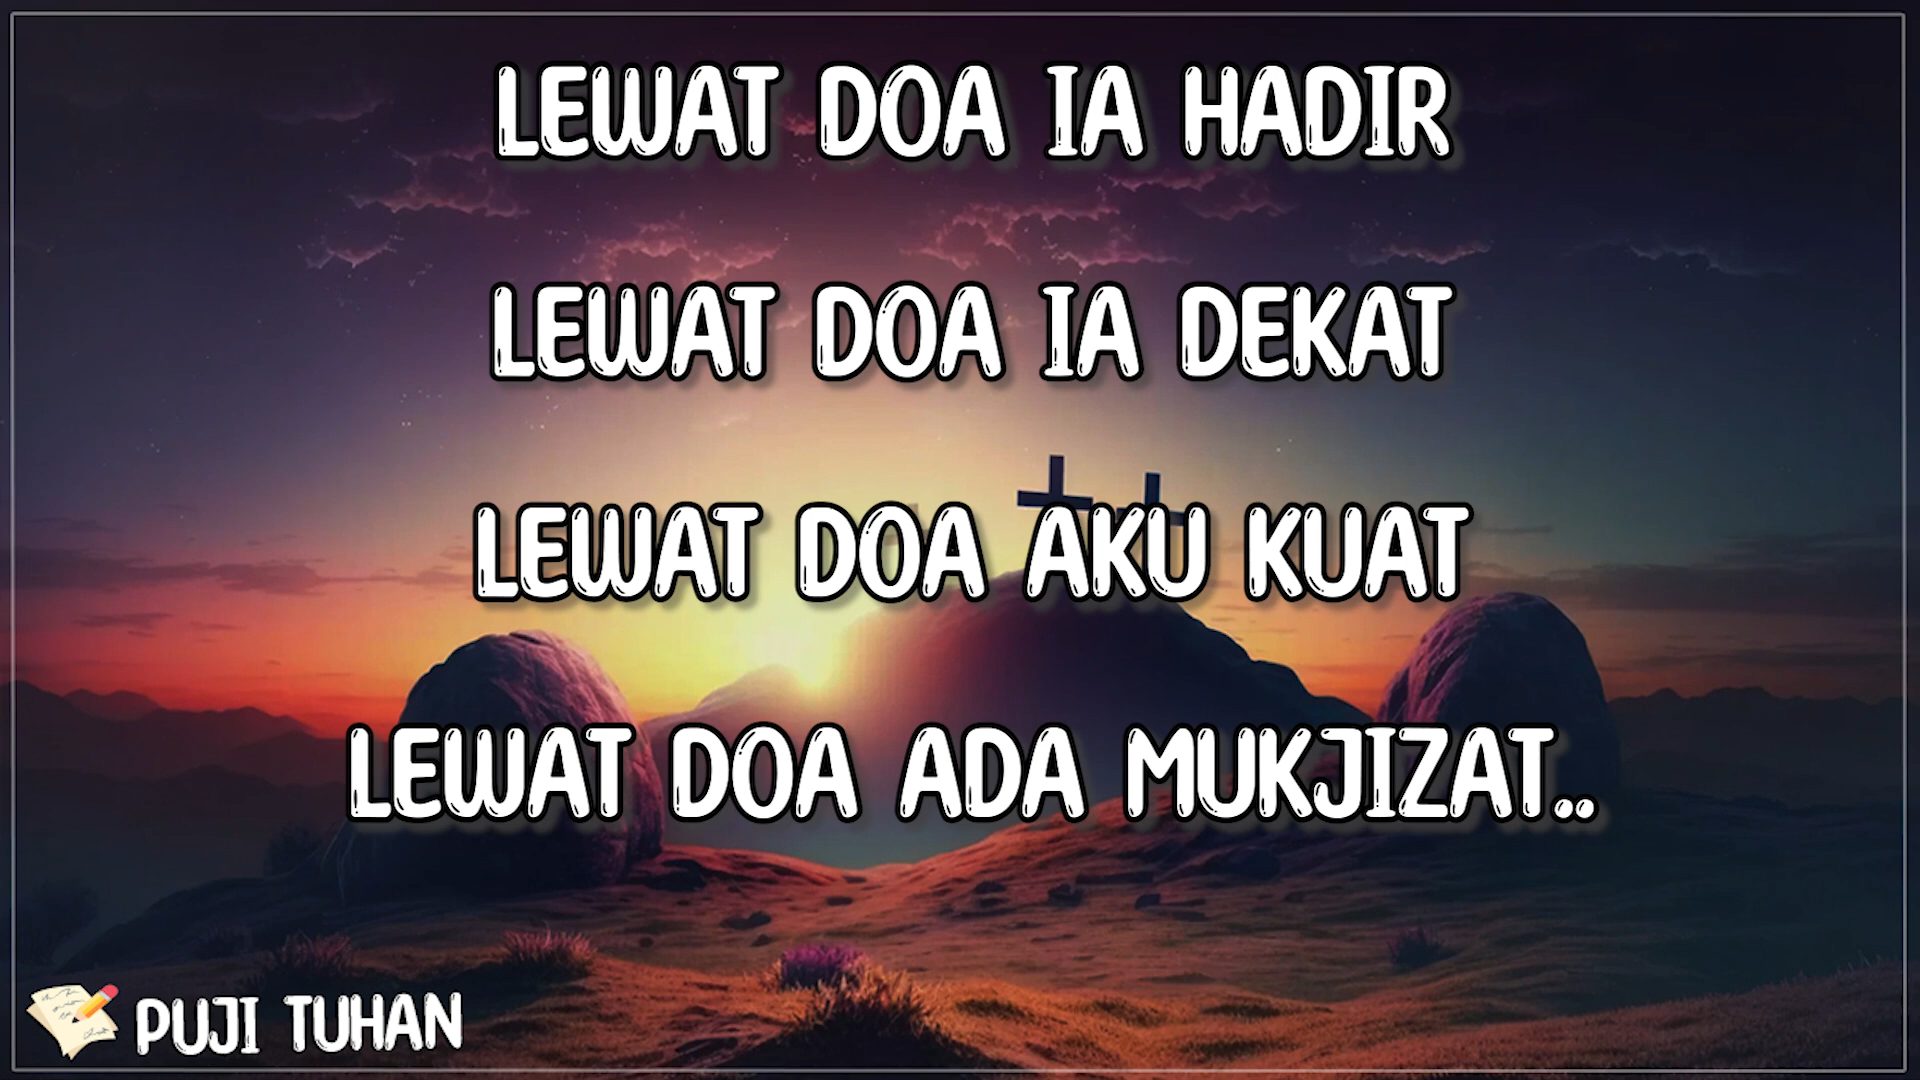 LEWAT DOA IA HADIR
LEWAT DOA IA DEKAT
LEWAT DOA AKU KUAT
LEWAT DOA ADA MUKJIZAT..
PUJI TUHAN